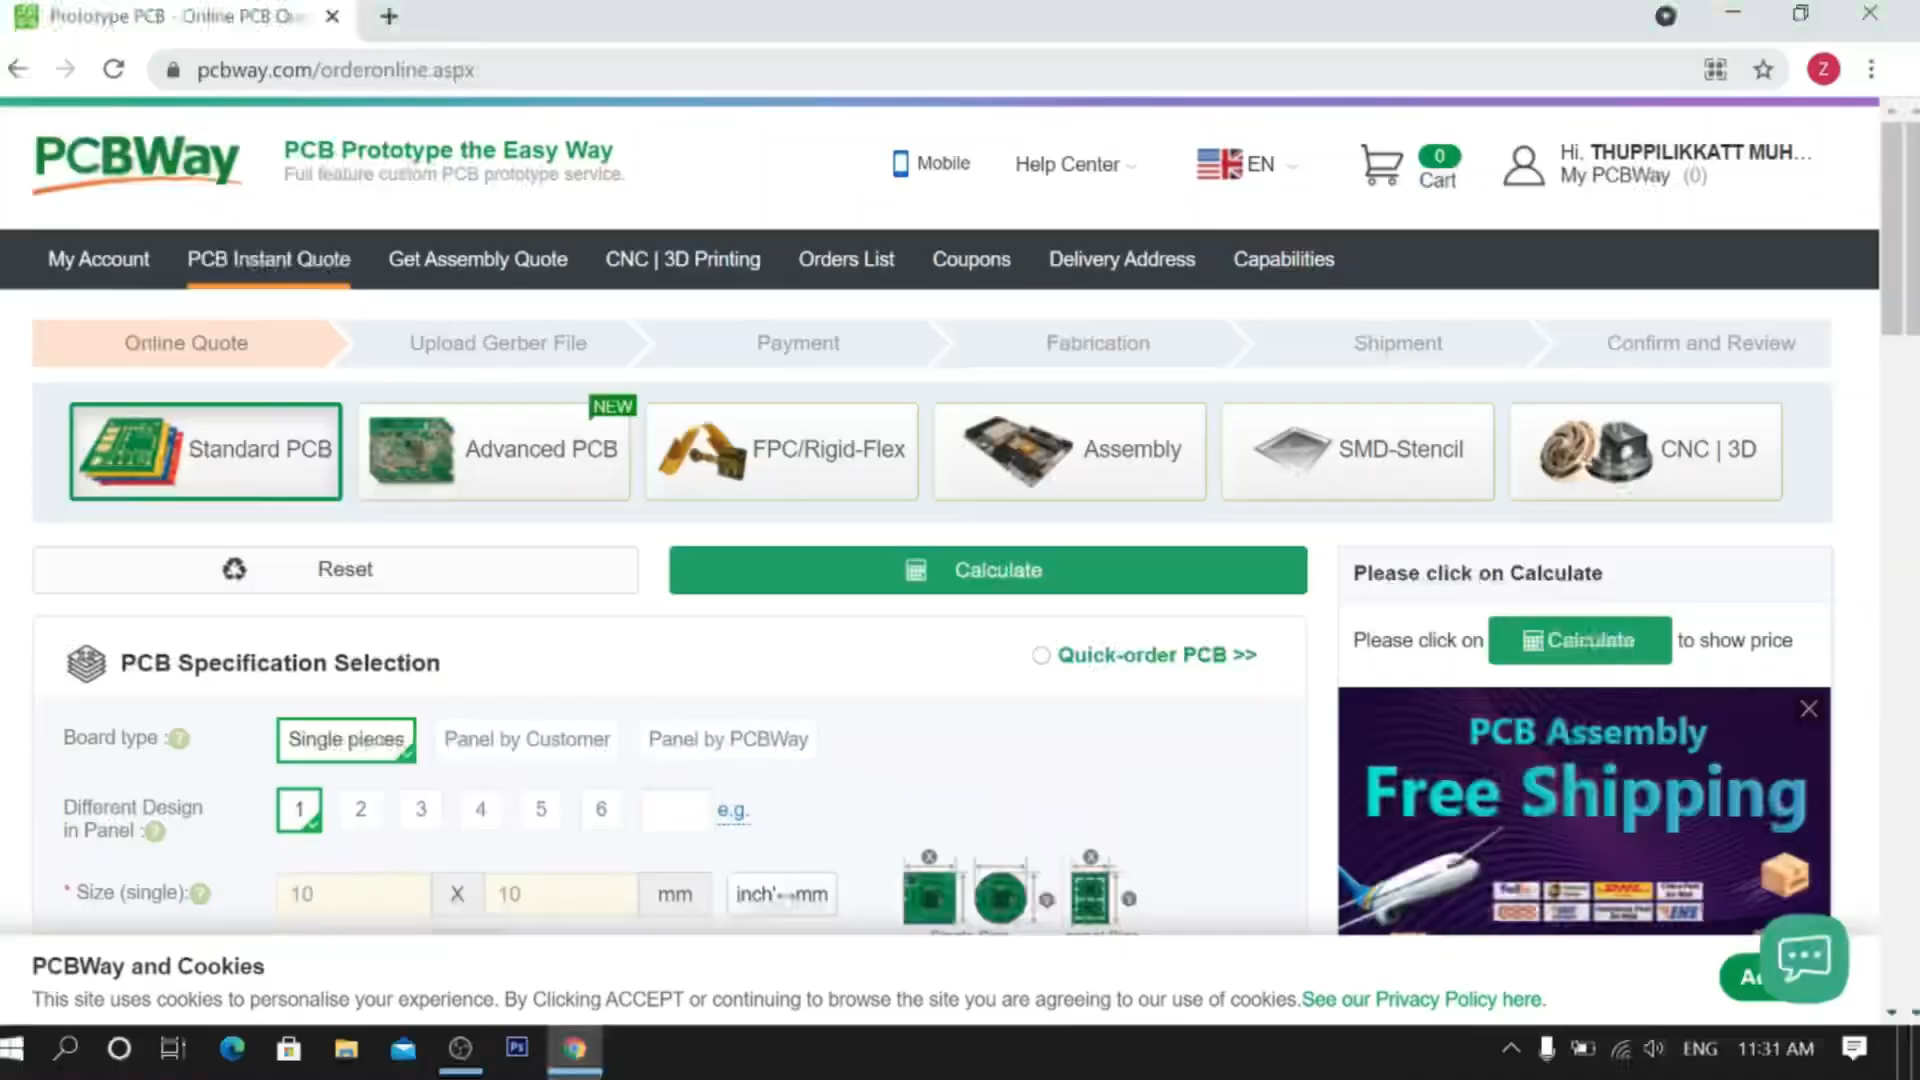 Prototype PCB - Online PCB Qu
pcbway.com/orderonline.aspx
Z
PCBWay
PCB Prototype the Easy Way
Full feature custom PCB prototype service.
Mobile
Help Center
EN
0
Cart
Hi. THUPPILIKKATT MUH...
My PCBWay (0)
My Account
PCB Instant Quote
Get Assembly Quote
CNC | 3D Printing
Orders List
Coupons
Delivery Address
Capabilities
Online Quote
Upload Gerber File
Payment
Fabrication
Shipment
Confirm and Review
Standard PCB
NEW
Advanced PCB
FPC/Rigid-Flex
Assembly
SMD-Stencil
CNC | 3D
Reset
Calculate
Please click on Calculate
Please click on Calculate to show price
PCB Specification Selection
Quick-order PCB >>
Board type :?
Single pieces
Panel by Customer
Panel by PCBWay
Different Design
in Panel :?
1
2
3
4
5
6
e.g.
* Size (single):?
10
X
10
mm
inch'↔mm
PCB Assembly
Free Shipping
PCBWay and Cookies
This site uses cookies to personalise your experience. By Clicking ACCEPT or continuing to browse the site you are agreeing to our use of cookies.See our Privacy Policy here.
Ps
ENG
11:31 AM